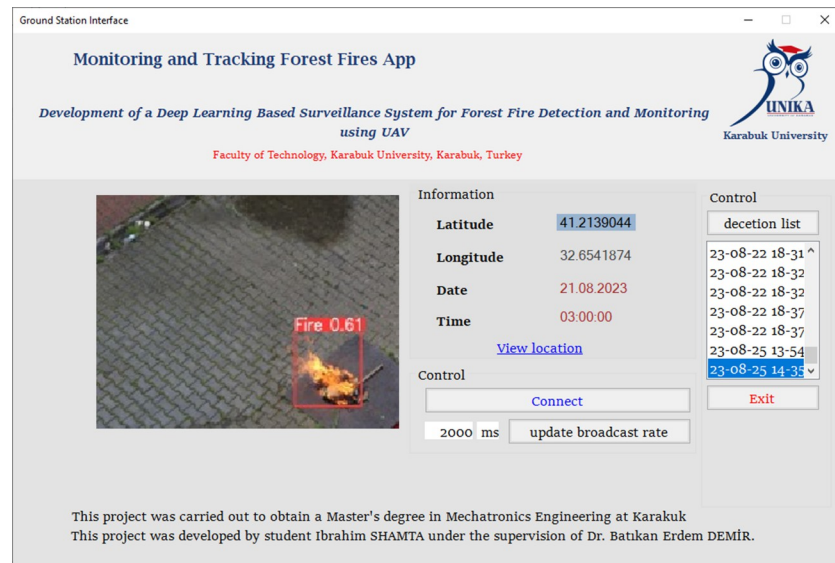 Ground Station Interface
Monitoring and Tracking Forest Fires App
Development of a Deep Learning Based Surveillance System for Forest Fire Detection and Monitoring
using UAV
Faculty of Technology, Karabuk University, Karabuk, Turkey
UNIKA
Karabuk University
Fire 0.61
Information
Latitude 41.2139044
Longitude 32.6541874
Date 21.08.2023
Time 03:00:00
View location
Control
Connect
2000 ms update broadcast rate
Control
decetion list
23-08-22 18-31
23-08-22 18-32
23-08-22 18-32
23-08-22 18-37
23-08-22 18-37
23-08-25 13-54
23-08-25 14-35
Exit
This project was carried out to obtain a Master's degree in Mechatronics Engineering at Karakuk
This project was developed by student Ibrahim SHAMTA under the supervision of Dr. Batıkan Erdem DEMİR.